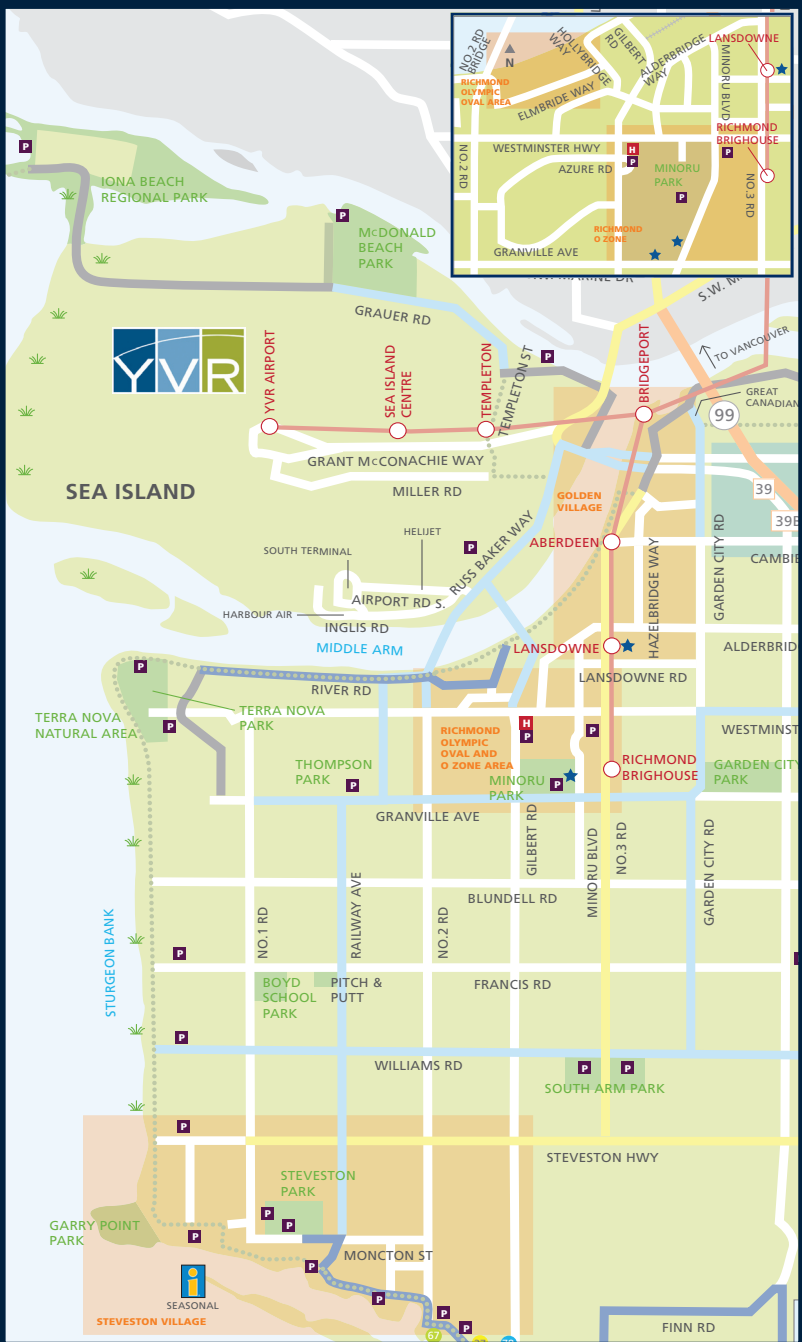 NO.2 RD
BRIDGE
N
HOLLYBRIDGE
WAY
GILBERT
RD
ALDERBRIDGE
WAY
LANSDOWNE
MINORU BLVD
RICHMOND
OLYMPIC
OVAL AREA
ELMBRIDE WAY
RICHMOND
BRIGHOUSE
NO.2 RD
WESTMINSTER HWY
H
P
P
AZURE RD
MINORU
PARK
P
NO.3 RD
RICHMOND
O ZONE
GRANVILLE AVE
P
IONA BEACH
REGIONAL PARK
P
McDONALD
BEACH
PARK
S.W. M
GRAUER RD
YVR
YVR AIRPORT
SEA ISLAND
CENTRE
TEMPLETON
TEMPLETON ST
P
BRIDGEPORT
TO VANCOUVER
GREAT
CANADIAN
99
GRANT McCONACHIE WAY
MILLER RD
SEA ISLAND
GOLDEN
VILLAGE
39
39B
SOUTH TERMINAL
HELIJET
P
RUSS BAKER WAY
ABERDEEN
HAZELBRIDGE WAY
GARDEN CITY RD
CAMBIE
AIRPORT RD S.
HARBOUR AIR
INGLIS RD
MIDDLE ARM
LANSDOWNE
ALDERBRID
P
RIVER RD
LANSDOWNE RD
TERRA NOVA
NATURAL AREA
TERRA NOVA
PARK
P
RICHMOND
OLYMPIC
OVAL AND
O ZONE AREA
H
P
P
WESTMINST
THOMPSON
PARK
P
MINORU
PARK
P
RICHMOND
BRIGHOUSE
GARDEN CITY
PARK
GRANVILLE AVE
GILBERT RD
MINORU BLVD
NO.3 RD
GARDEN CITY RD
BLUNDELL RD
NO.1 RD
RAILWAY AVE
NO.2 RD
STURGEON BANK
P
BOYD
SCHOOL
PARK
PITCH &
PUTT
FRANCIS RD
P
WILLIAMS RD
P
P
SOUTH ARM PARK
P
STEVESTON HWY
STEVESTON
PARK
P
P
GARRY POINT
PARK
P
MONCTON ST
P
i
SEASONAL
P
STEVESTON VILLAGE
P
P
67
FINN RD